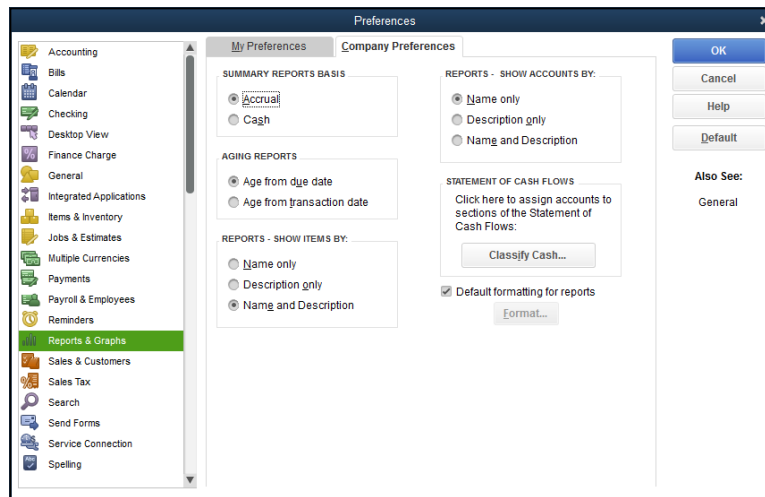 Preferences
Accounting
Bills
Calendar
Checking
Desktop View
Finance Charge
General
Integrated Applications
Items & Inventory
Jobs & Estimates
Multiple Currencies
Payments
Payroll & Employees
Reminders
Reports & Graphs
Sales & Customers
Sales Tax
Search
Send Forms
Service Connection
Spelling
My Preferences
Company Preferences
SUMMARY REPORTS BASIS
Accrual
Cash
AGING REPORTS
Age from due date
Age from transaction date
REPORTS - SHOW ITEMS BY:
Name only
Description only
Name and Description
REPORTS - SHOW ACCOUNTS BY:
Name only
Description only
Name and Description
STATEMENT OF CASH FLOWS
Click here to assign accounts to
sections of the Statement of
Cash Flows:
Classify Cash...
Default formatting for reports
Format...
OK
Cancel
Help
Default
Also See:
General